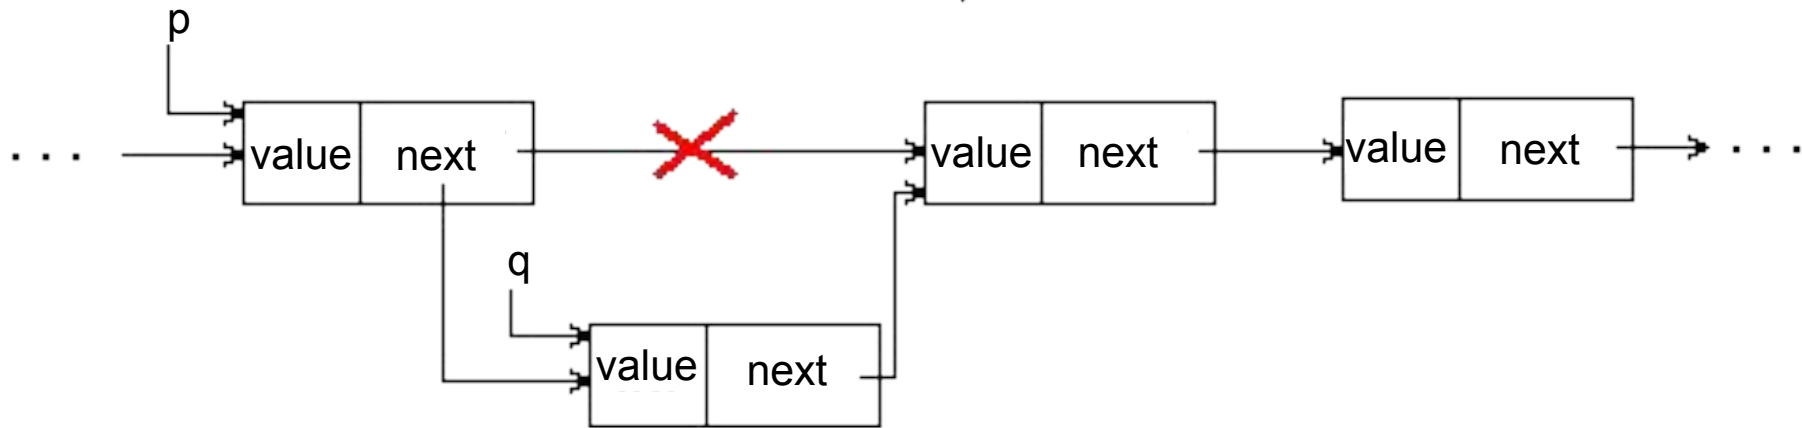 p
. . . value next value next value next . . .
q
value next